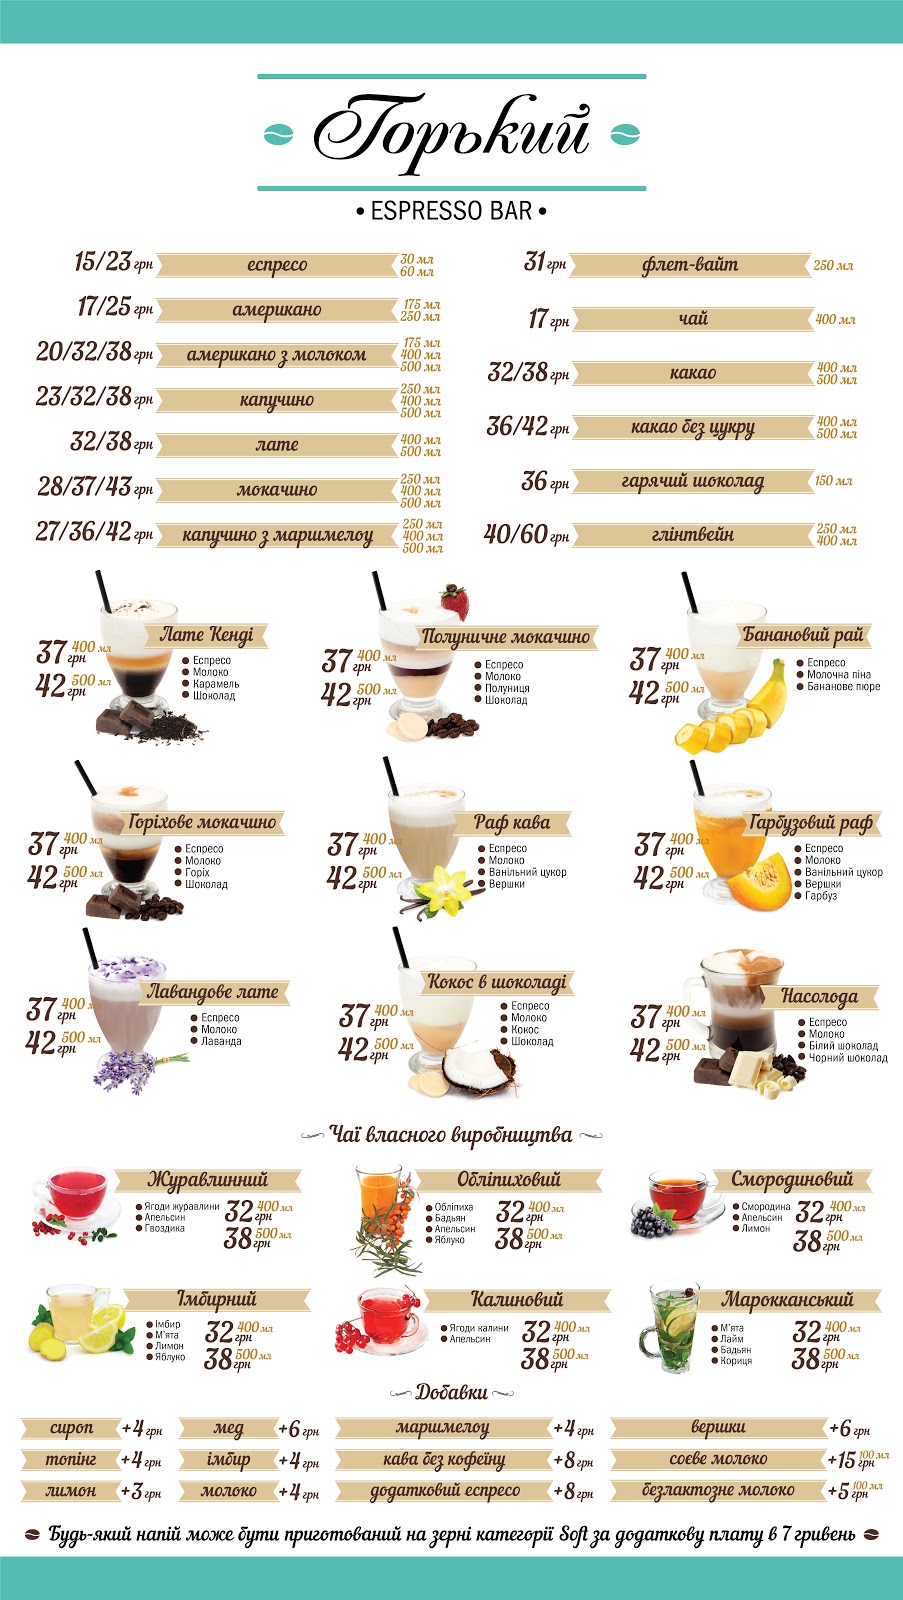 Горький
• ESPRESSO BAR •
15/23 грн еспресо 30 мл
60 мл
17/25 грн американо 175 мл
250 мл
20/32/38 грн американо з молоком 175 мл
400 мл
500 мл
23/32/38 грн капучино 250 мл
400 мл
500 мл
32/38 грн лате 400 мл
500 мл
28/37/43 грн мокачино 250 мл
400 мл
500 мл
27/36/42 грн капучино з маршмелоу 250 мл
400 мл
500 мл
31 грн флет-вайт 250 мл
17 грн чай 400 мл
32/38 грн какао 400 мл
500 мл
36/42 грн какао без цукру 400 мл
500 мл
36 грн гарячий шоколад 150 мл
40/60 грн глінтвейн 250 мл
400 мл
Лате Кенді
37 грн 400 мл
42 грн 500 мл
• Еспресо
• Молоко
• Карамель
• Шоколад
Полуничне мокачино
37 грн 400 мл
42 грн 500 мл
• Еспресо
• Молоко
• Полуниця
• Шоколад
Банановий рай
37 грн 400 мл
42 грн 500 мл
• Еспресо
• Молочна піна
• Бананове пюре
Горіхове мокачино
37 грн 400 мл
42 грн 500 мл
• Еспресо
• Молоко
• Горіх
• Шоколад
Раф кава
37 грн 400 мл
42 грн 500 мл
• Еспресо
• Молоко
• Ванільний цукор
• Вершки
Гарбузовий раф
37 грн 400 мл
42 грн 500 мл
• Еспресо
• Молоко
• Ванільний цукор
• Вершки
• Гарбуз
Лавандове лате
37 грн 400 мл
42 грн 500 мл
• Еспресо
• Молоко
• Лаванда
Кокос в шоколаді
37 грн 400 мл
42 грн 500 мл
• Еспресо
• Молоко
• Кокос
• Шоколад
Насолода
37 грн 400 мл
42 грн 500 мл
• Еспресо
• Молоко
• Білий шоколад
• Чорний шоколад
Чаї власного виробництва
Журавлинний
• Ягоди журавлини
• Апельсин
• Гвоздика
32 грн 400 мл
38 грн 500 мл
Обліпиховий
• Обліпиха
• Бадьян
• Апельсин
• Яблуко
32 грн 400 мл
38 грн 500 мл
Смородиновий
• Смородина
• Апельсин
• Лимон
32 грн 400 мл
38 грн 500 мл
Імбирний
• Імбир
• М'ята
• Лимон
• Яблуко
32 грн 400 мл
38 грн 500 мл
Калиновий
• Ягоди калини
• Апельсин
32 грн 400 мл
38 грн 500 мл
Марокканський
• М'ята
• Лайм
• Бадьян
• Кориця
32 грн 400 мл
38 грн 500 мл
Добавки
сироп +4 грн мед +6 грн маршмелоу +4 грн вершки +6 грн
топінг +4 грн імбир +4 грн кава без кофеїну +8 грн соєве молоко +15 грн 100 мл
лимон +3 грн молоко +4 грн додатковий еспресо +8 грн безлактозне молоко +5 грн 100 мл
Будь-який напій може бути приготований на зерні категорії Soft за додаткову плату в 7 гривень